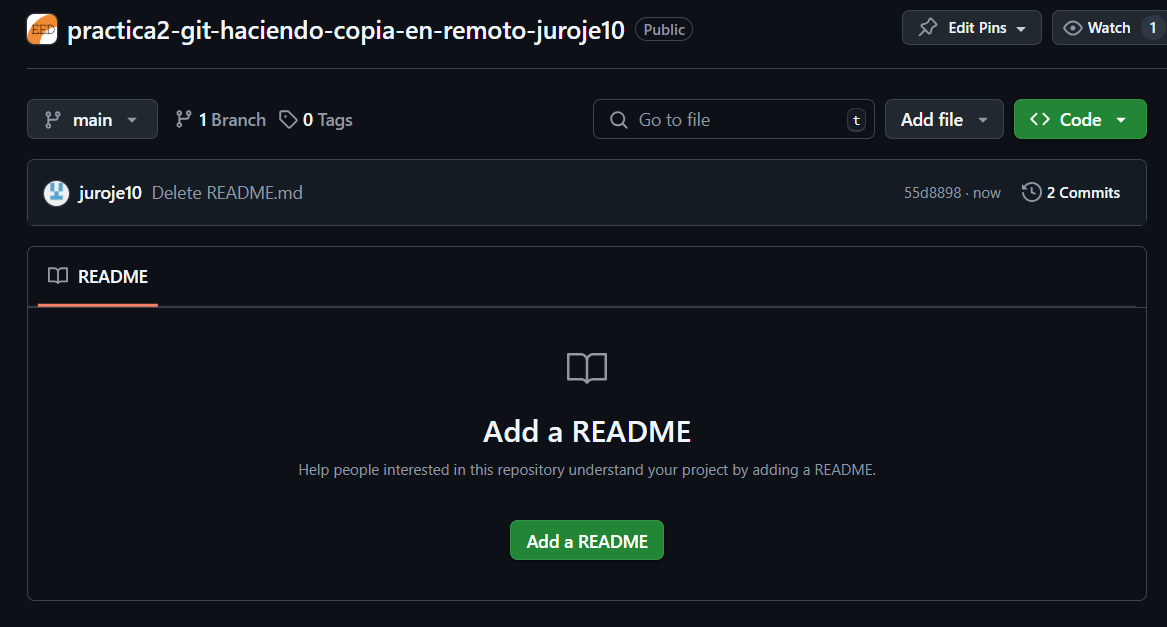 EED practica2-git-haciendo-copia-en-remoto-juroje10 Public Edit Pins Watch 1
main 1 Branch 0 Tags Go to file t Add file Code
juroje10 Delete README.md 55d8898 · now 2 Commits
README
Add a README
Help people interested in this repository understand your project by adding a README.
Add a README